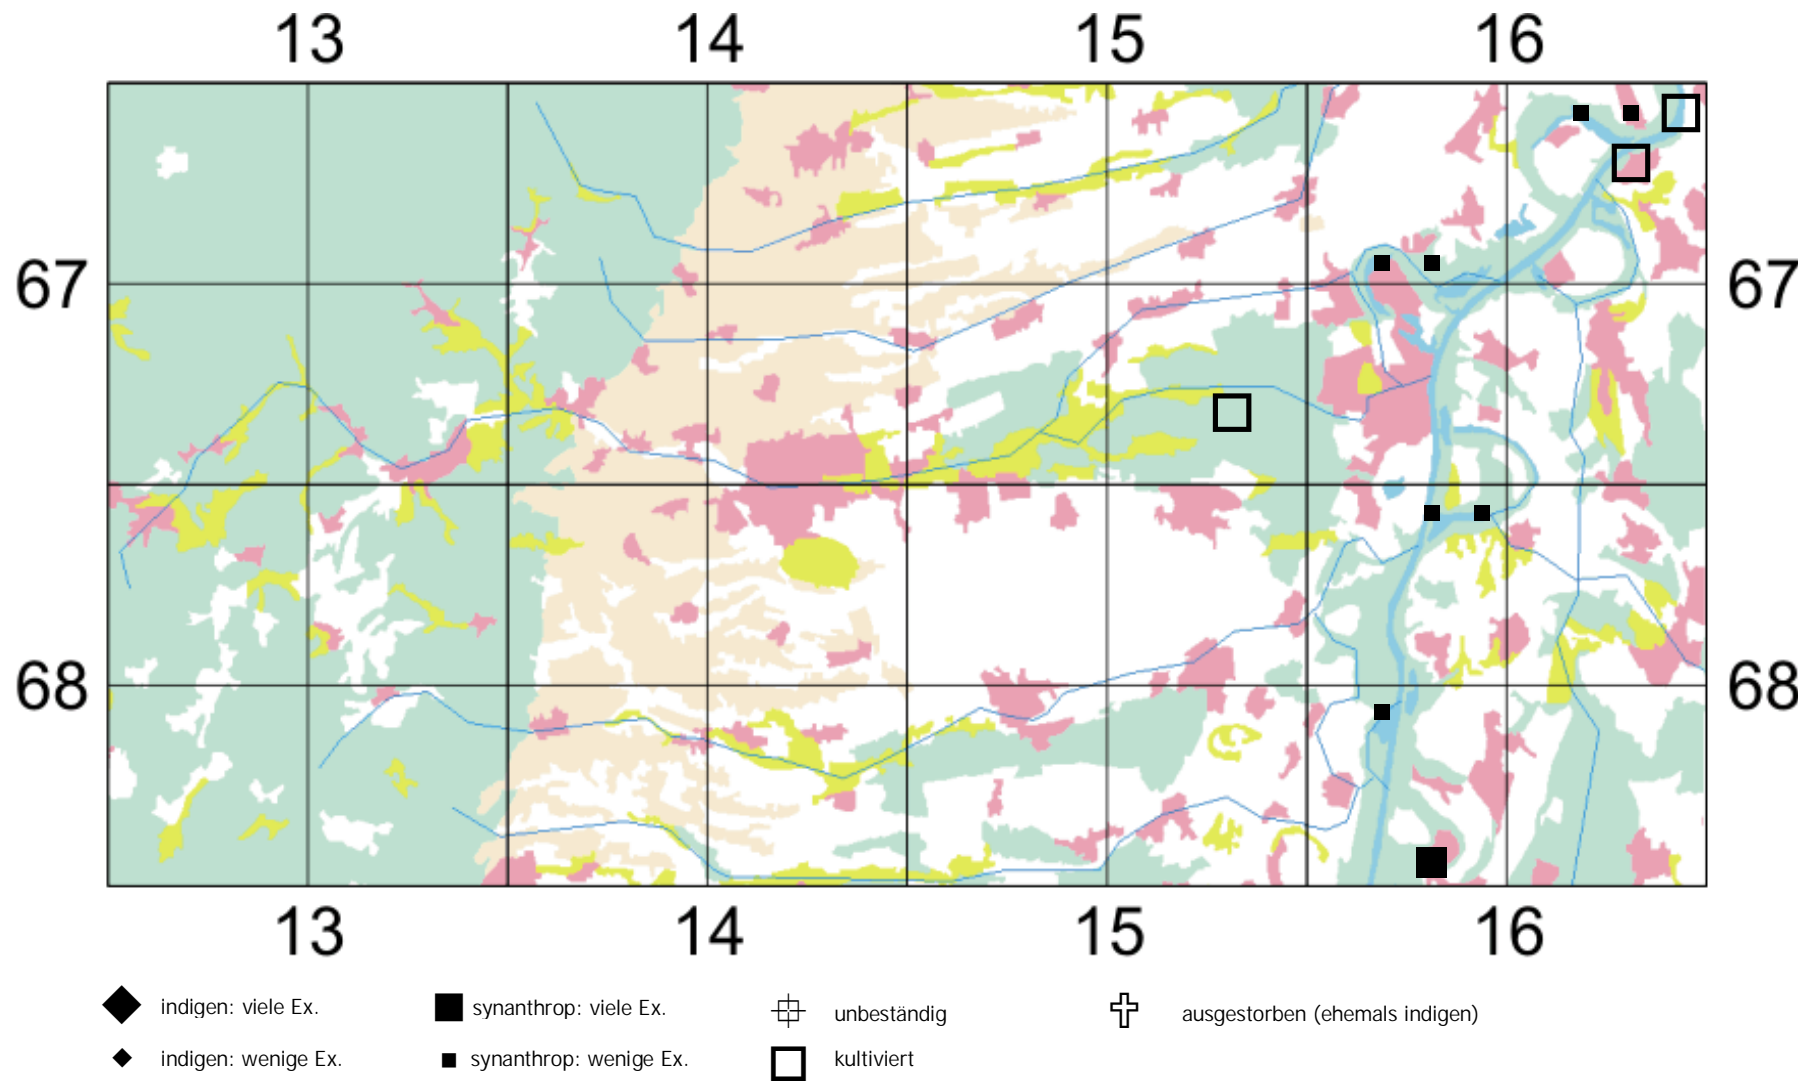 13 14 15 16
67 67
68 68
13 14 15 16
indigen: viele Ex. synanthrop: viele Ex. unbeständig ausgestorben (ehemals indigen)
indigen: wenige Ex. synanthrop: wenige Ex. kultiviert